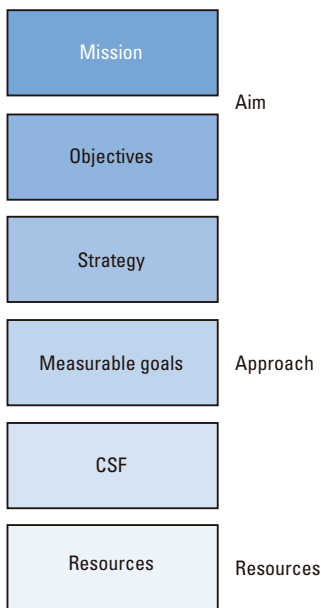 Mission
Aim
Objectives
Strategy
Measurable goals
Approach
CSF
Resources
Resources